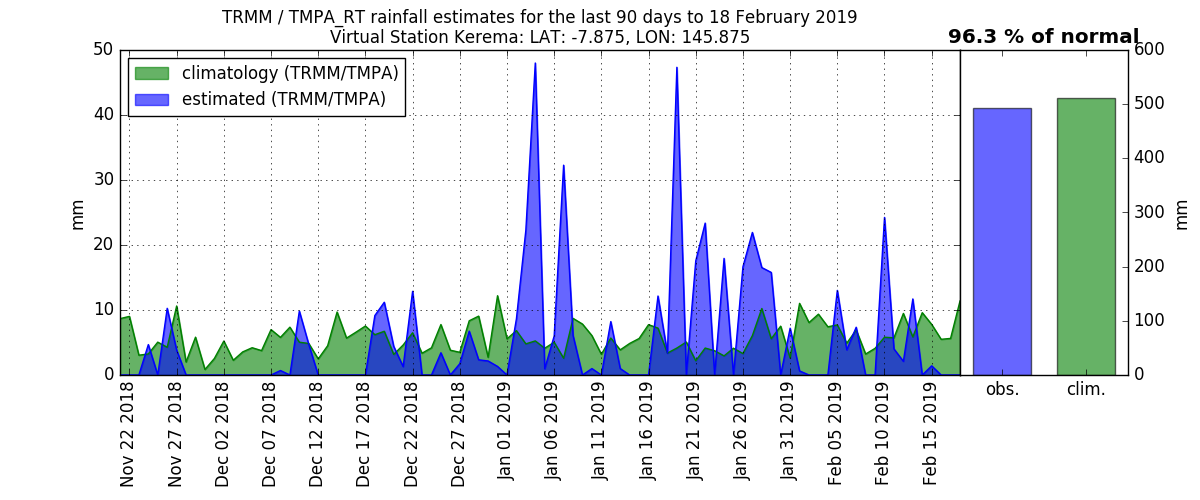 TRMM / TMPA_RT rainfall estimates for the last 90 days to 18 February 2019
Virtual Station Kerema: LAT: -7.875, LON: 145.875
96.3 % of normal
climatology (TRMM/TMPA)
estimated (TRMM/TMPA)
50
40
30
20
10
0
mm
600
500
400
300
200
100
0
mm
Nov 22 2018
Nov 27 2018
Dec 02 2018
Dec 07 2018
Dec 12 2018
Dec 17 2018
Dec 22 2018
Dec 27 2018
Jan 01 2019
Jan 06 2019
Jan 11 2019
Jan 16 2019
Jan 21 2019
Jan 26 2019
Jan 31 2019
Feb 05 2019
Feb 10 2019
Feb 15 2019
obs.
clim.